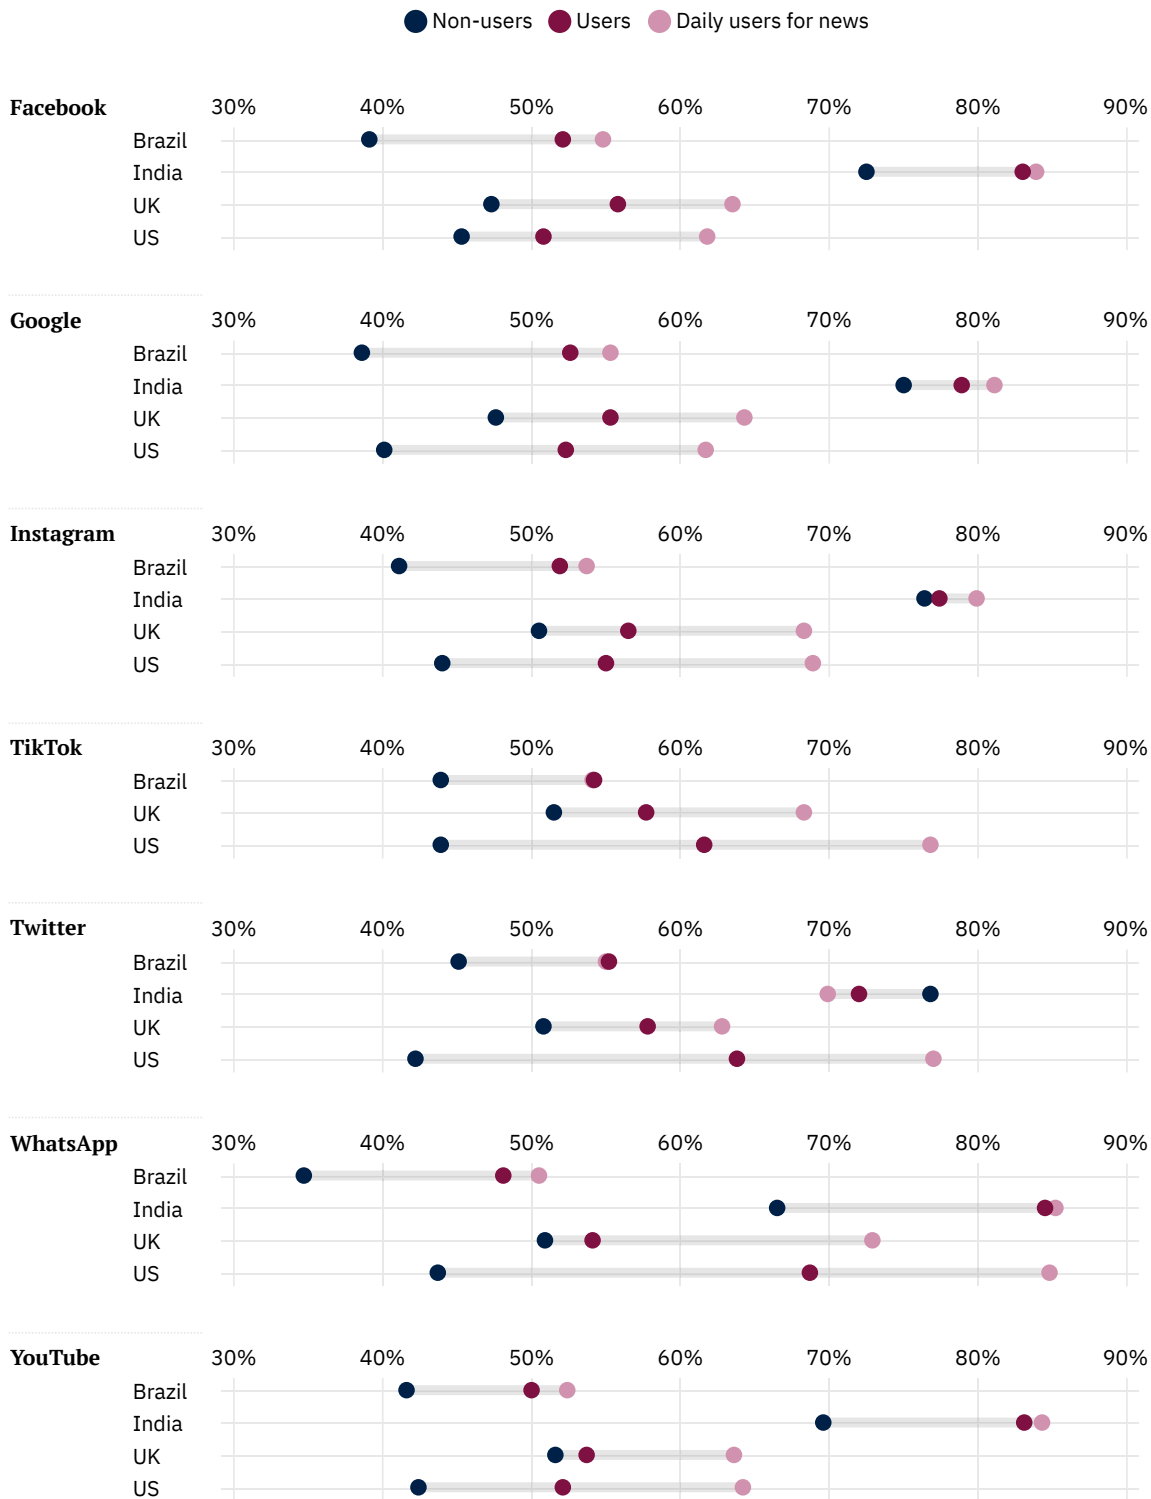 Non-users Users Daily users for news
Facebook 30% 40% 50% 60% 70% 80% 90%
Brazil
India
UK
US
Google 30% 40% 50% 60% 70% 80% 90%
Brazil
India
UK
US
Instagram 30% 40% 50% 60% 70% 80% 90%
Brazil
India
UK
US
TikTok 30% 40% 50% 60% 70% 80% 90%
Brazil
UK
US
Twitter 30% 40% 50% 60% 70% 80% 90%
Brazil
India
UK
US
WhatsApp 30% 40% 50% 60% 70% 80% 90%
Brazil
India
UK
US
YouTube 30% 40% 50% 60% 70% 80% 90%
Brazil
India
UK
US